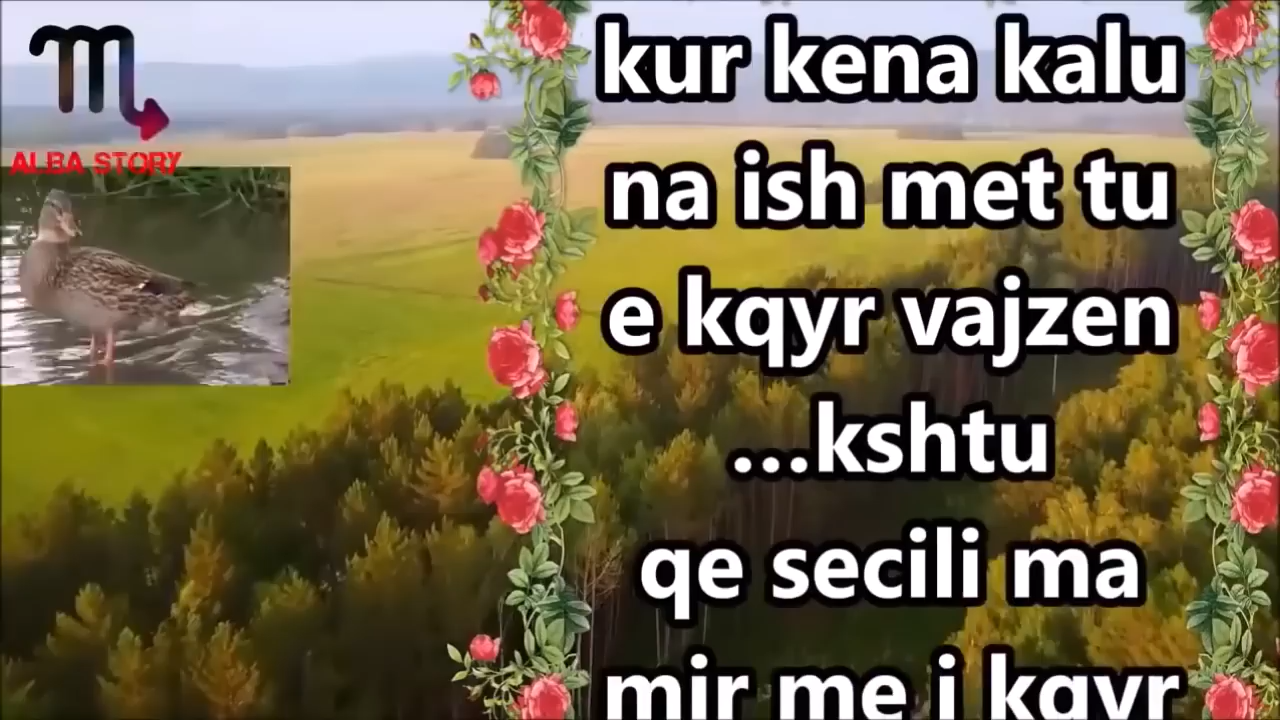 ALBA STORY
kur kena kalu
na ish met tu
e kqyr vajzen
...kshtu
qe secili ma
mir me i kqyr